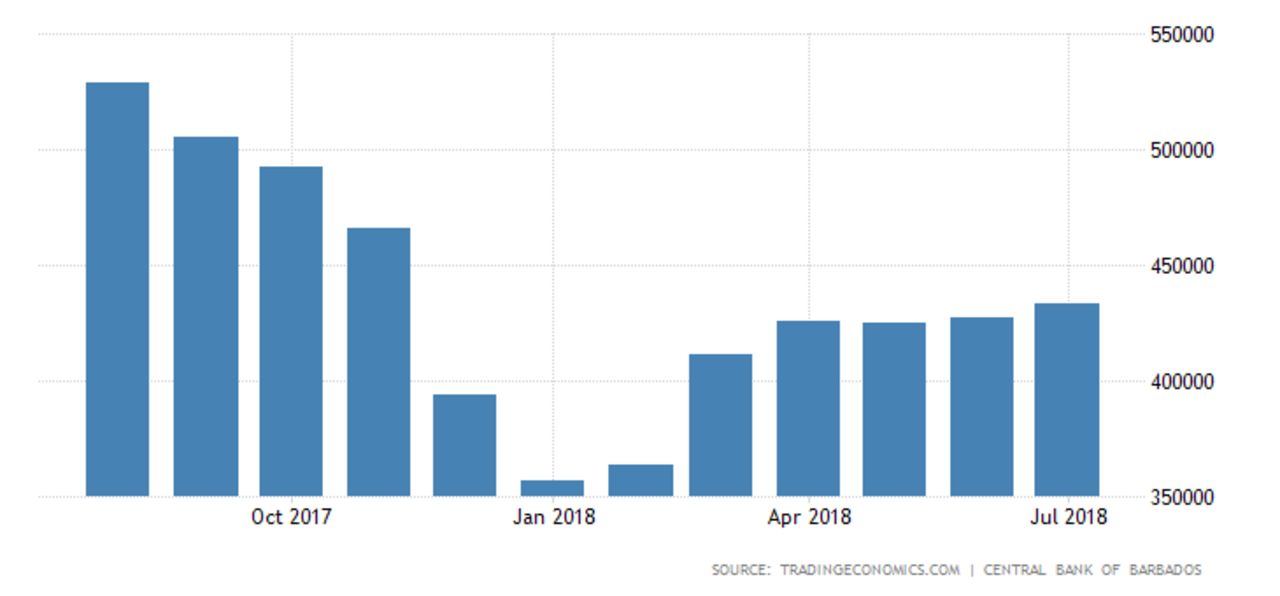 550000
500000
450000
400000
350000
Oct 2017 Jan 2018 Apr 2018 Jul 2018
SOURCE: TRADINGECONOMICS.COM | CENTRAL BANK OF BARBADOS